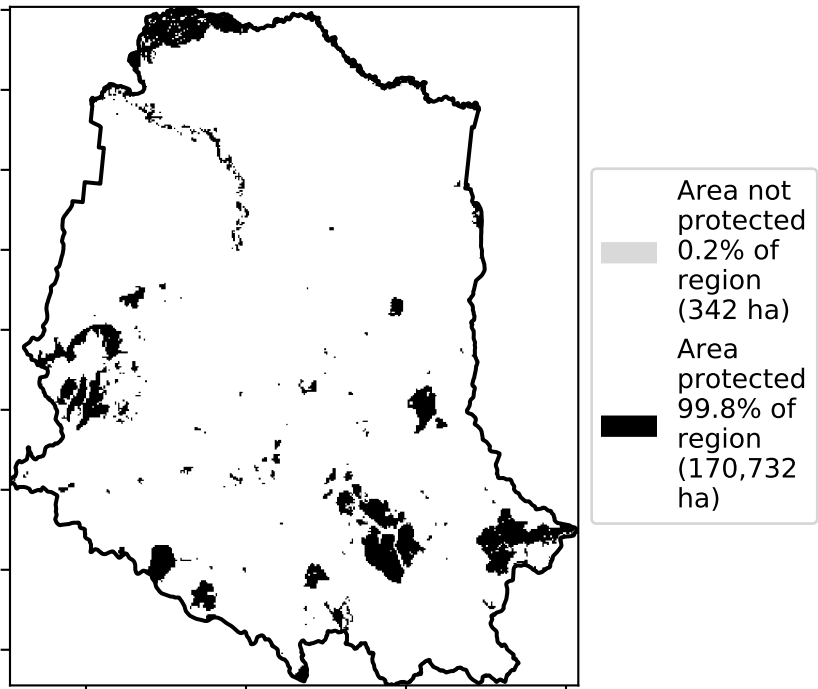 Area not
protected
0.2% of
region
(342 ha)
Area
protected
99.8% of
region
(170,732
ha)